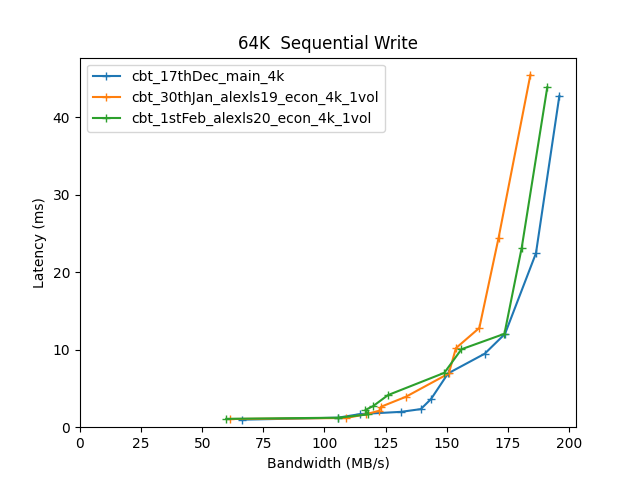 64K  Sequential Write
cbt_17thDec_main_4k
cbt_30thJan_alexls19_econ_4k_1vol
cbt_1stFeb_alexls20_econ_4k_1vol
Latency (ms)
40
30
20
10
0
0 25 50 75 100 125 150 175 200
Bandwidth (MB/s)